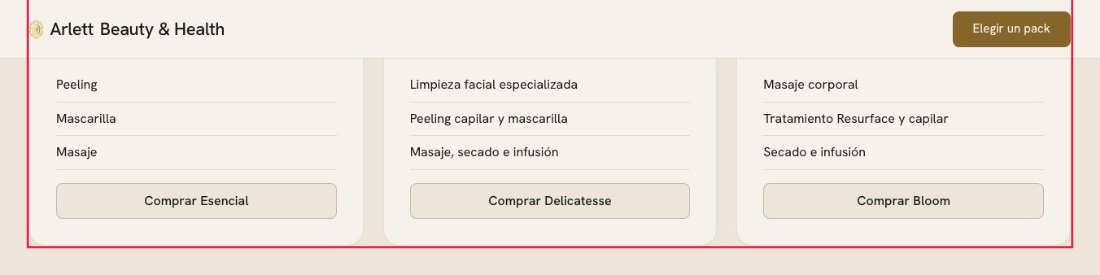 Arlett Beauty & Health
Elegir un pack
Peeling
Mascarilla
Masaje
Comprar Esencial
Limpieza facial especializada
Peeling capilar y mascarilla
Masaje, secado e infusión
Comprar Delicatesse
Masaje corporal
Tratamiento Resurface y capilar
Secado e infusión
Comprar Bloom